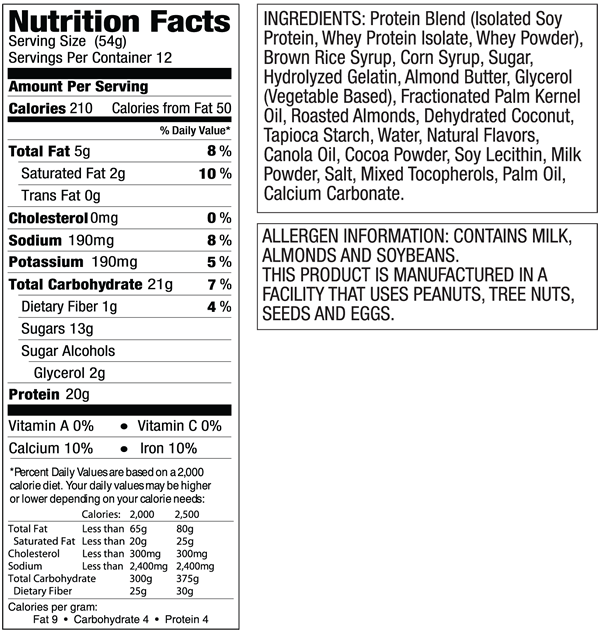 Nutrition Facts
Serving Size (54g)
Servings Per Container 12
Amount Per Serving
Calories 210 Calories from Fat 50
% Daily Value*
Total Fat 5g 8%
Saturated Fat 2g 10%
Trans Fat 0g
Cholesterol 0mg 0%
Sodium 190mg 8%
Potassium 190mg 5%
Total Carbohydrate 21g 7%
Dietary Fiber 1g 4%
Sugars 13g
Sugar Alcohols
Glycerol 2g
Protein 20g
Vitamin A 0% • Vitamin C 0%
Calcium 10% • Iron 10%
*Percent Daily Values are based on a 2,000
calorie diet. Your daily values may be higher
or lower depending on your calorie needs:
Calories: 2,000 2,500
Total Fat Less than 65g 80g
Saturated Fat Less than 20g 25g
Cholesterol Less than 300mg 300mg
Sodium Less than 2,400mg 2,400mg
Total Carbohydrate 300g 375g
Dietary Fiber 25g 30g
Calories per gram:
Fat 9 • Carbohydrate 4 • Protein 4
INGREDIENTS: Protein Blend (Isolated Soy
Protein, Whey Protein Isolate, Whey Powder),
Brown Rice Syrup, Corn Syrup, Sugar,
Hydrolyzed Gelatin, Almond Butter, Glycerol
(Vegetable Based), Fractionated Palm Kernel
Oil, Roasted Almonds, Dehydrated Coconut,
Tapioca Starch, Water, Natural Flavors,
Canola Oil, Cocoa Powder, Soy Lecithin, Milk
Powder, Salt, Mixed Tocopherols, Palm Oil,
Calcium Carbonate.
ALLERGEN INFORMATION: CONTAINS MILK,
ALMONDS AND SOYBEANS.
THIS PRODUCT IS MANUFACTURED IN A
FACILITY THAT USES PEANUTS, TREE NUTS,
SEEDS AND EGGS.